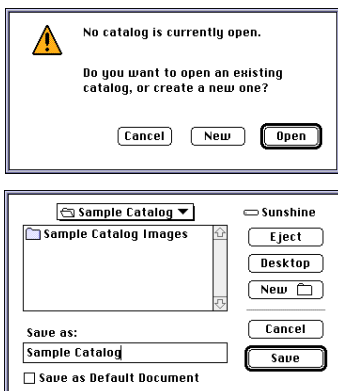 No catalog is currently open.
Do you want to open an existing
catalog, or create a new one?
Cancel New Open
Sample Catalog Sunshine
Sample Catalog Images
Eject
Desktop
New
Save as:
Cancel
Sample Catalog
Save
Save as Default Document